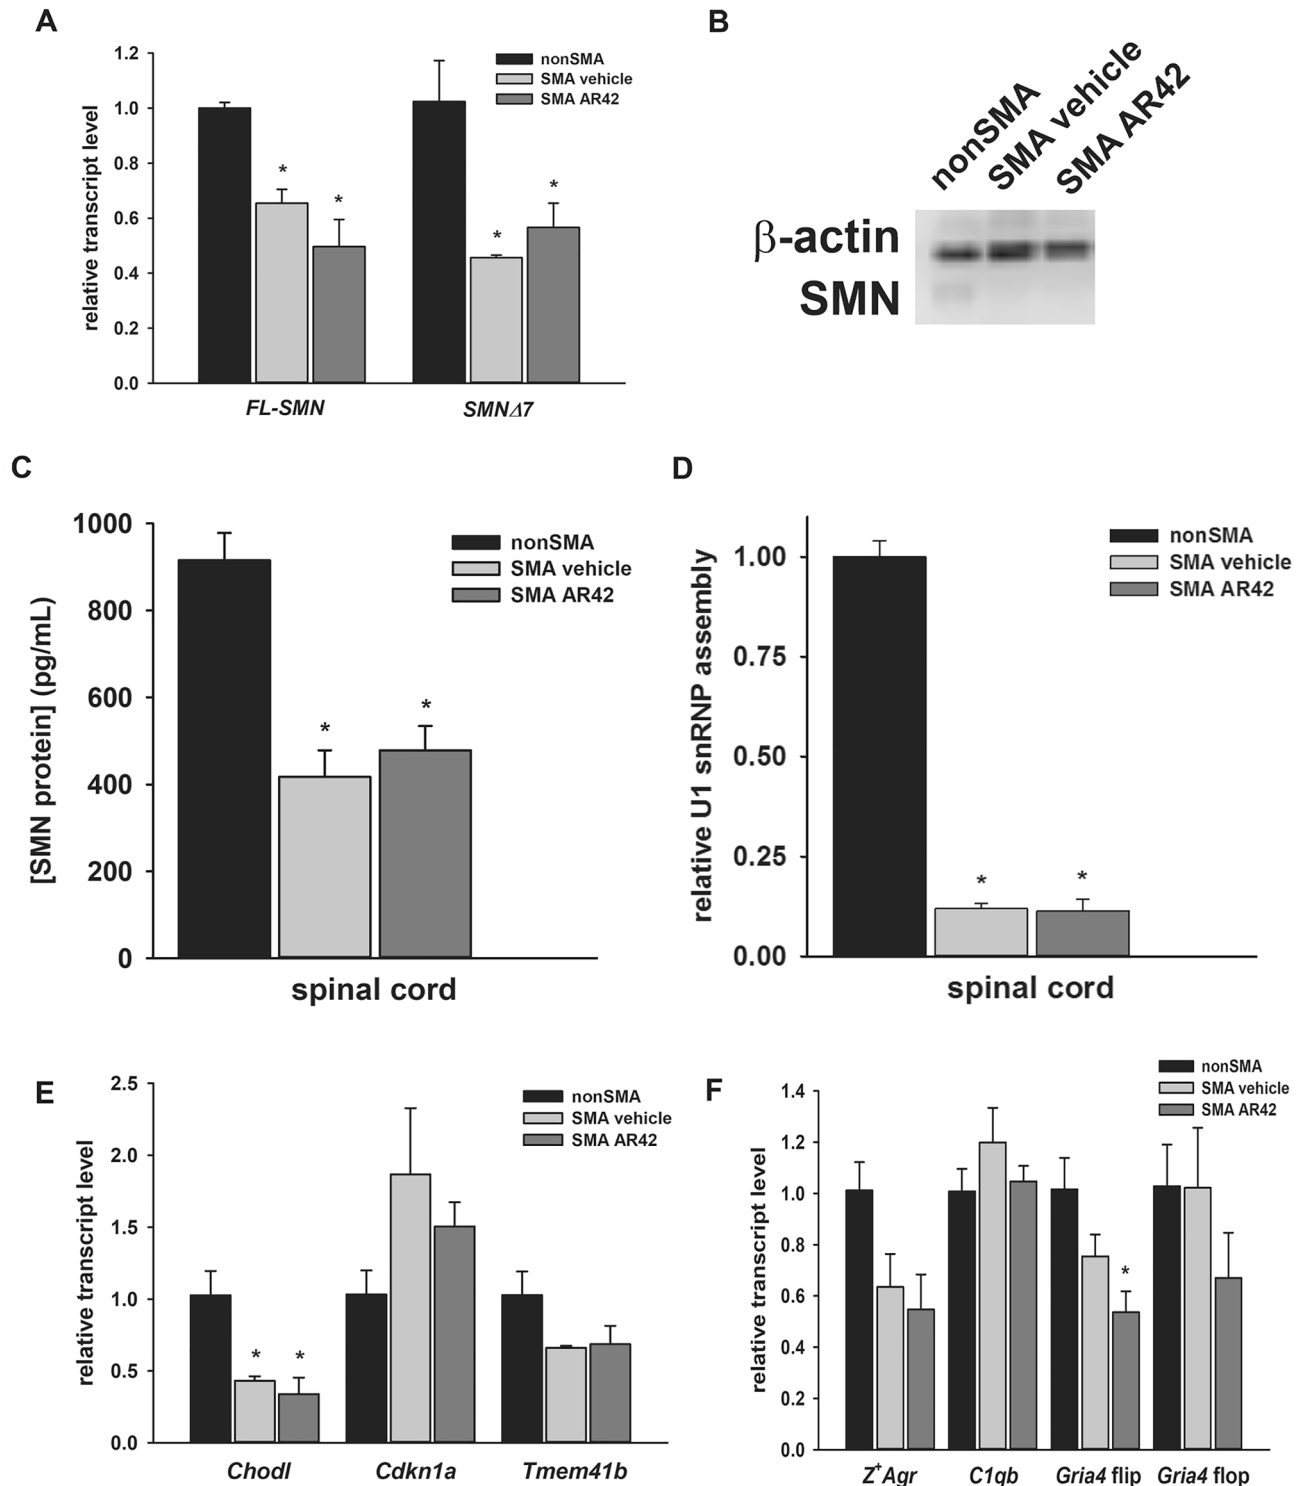 A
relative transcript level
1.2
1.0
0.8
0.6
0.4
0.2
0.0
nonSMA
SMA vehicle
SMA AR42
*
*
*
*
FL-SMN
SMNΔ7
B
nonSMA
SMA vehicle
SMA AR42
β-actin
SMN
C
[SMN protein] (pg/mL)
1000
800
600
400
200
0
nonSMA
SMA vehicle
SMA AR42
*
*
spinal cord
D
relative U1 snRNP assembly
1.00
0.75
0.50
0.25
0.00
nonSMA
SMA vehicle
SMA AR42
*
*
spinal cord
E
relative transcript level
2.5
2.0
1.5
1.0
0.5
0.0
nonSMA
SMA vehicle
SMA AR42
*
*
Chodl
Cdkn1a
Tmem41b
F
relative transcript level
1.4
1.2
1.0
0.8
0.6
0.4
0.2
0.0
nonSMA
SMA vehicle
SMA AR42
*
Z⁺Agr
C1qb
Gria4 flip
Gria4 flop